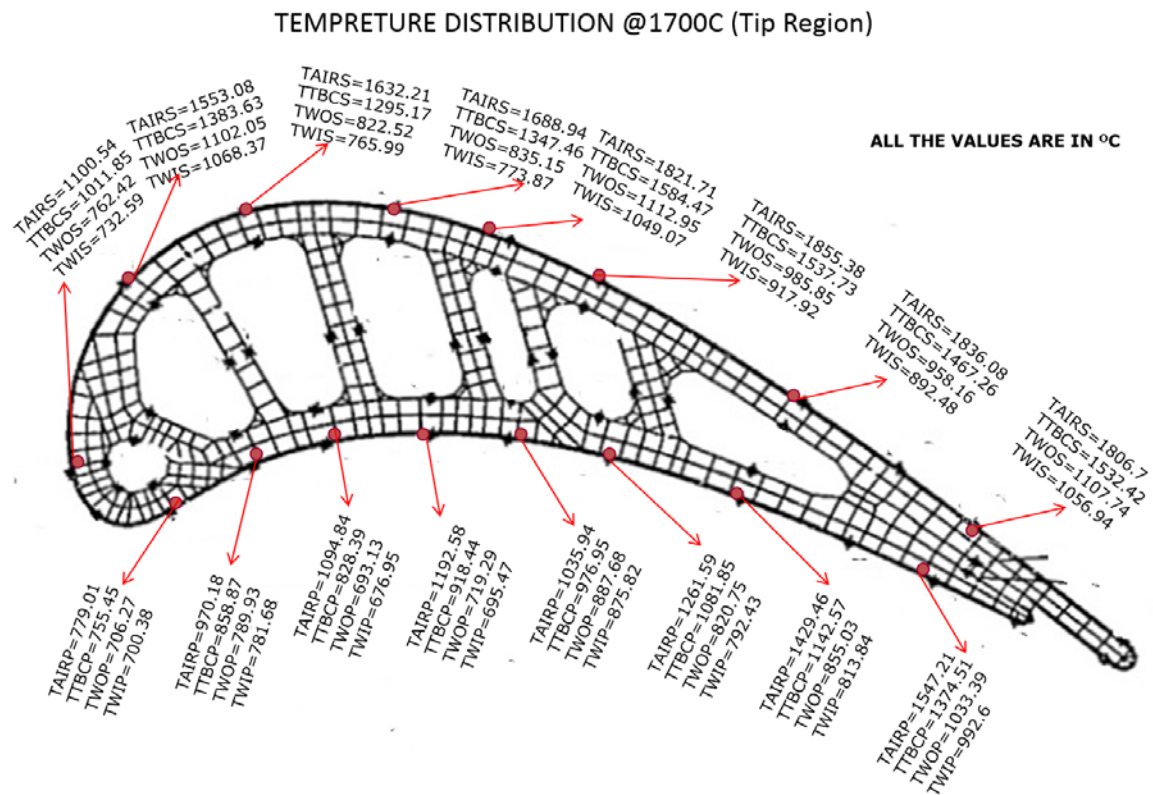 TEMPRETURE DISTRIBUTION @1700C (Tip Region)
ALL THE VALUES ARE IN ºC
TAIRS=1100.54
TTBCS=1011.85
TWOS=762.42
TWIS=732.59
TAIRS=1553.08
TTBCS=1383.63
TWOS=1102.05
TWIS=1068.37
TAIRS=1632.21
TTBCS=1295.17
TWOS=822.52
TWIS=765.99
TAIRS=1688.94
TTBCS=1347.46
TWOS=835.15
TWIS=773.87
TAIRS=1821.71
TTBCS=1584.47
TWOS=1112.95
TWIS=1049.07
TAIRS=1855.38
TTBCS=1537.73
TWOS=985.85
TWIS=917.92
TAIRS=1836.08
TTBCS=1467.26
TWOS=958.16
TWIS=892.48
TAIRS=1806.7
TTBCS=1532.42
TWOS=1107.74
TWIS=1056.94
TAIRP=779.01
TTBCP=755.45
TWOP=706.27
TWIP=700.38
TAIRP=970.18
TTBCP=858.87
TWOP=789.93
TWIP=781.68
TAIRP=1094.84
TTBCP=828.39
TWOP=693.13
TWIP=676.95
TAIRP=1192.58
TTBCP=918.44
TWOP=719.29
TWIP=695.47
TAIRP=1035.94
TTBCP=976.95
TWOP=887.68
TWIP=875.82
TAIRP=1261.59
TTBCP=1081.85
TWOP=820.75
TWIP=792.43
TAIRP=1429.46
TTBCP=1142.57
TWOP=855.03
TWIP=813.84
TAIRP=1547.21
TTBCP=1374.51
TWOP=1033.39
TWIP=992.6